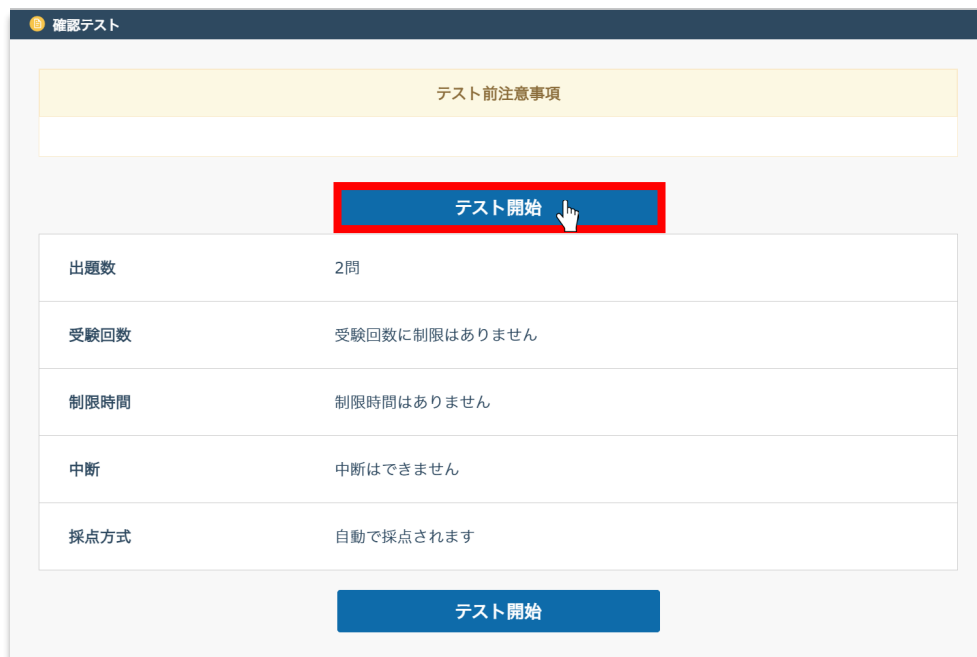 確認テスト
テスト前注意事項
テスト開始
出題数 2問
受験回数 受験回数に制限はありません
制限時間 制限時間はありません
中断 中断はできません
採点方式 自動で採点されます
テスト開始